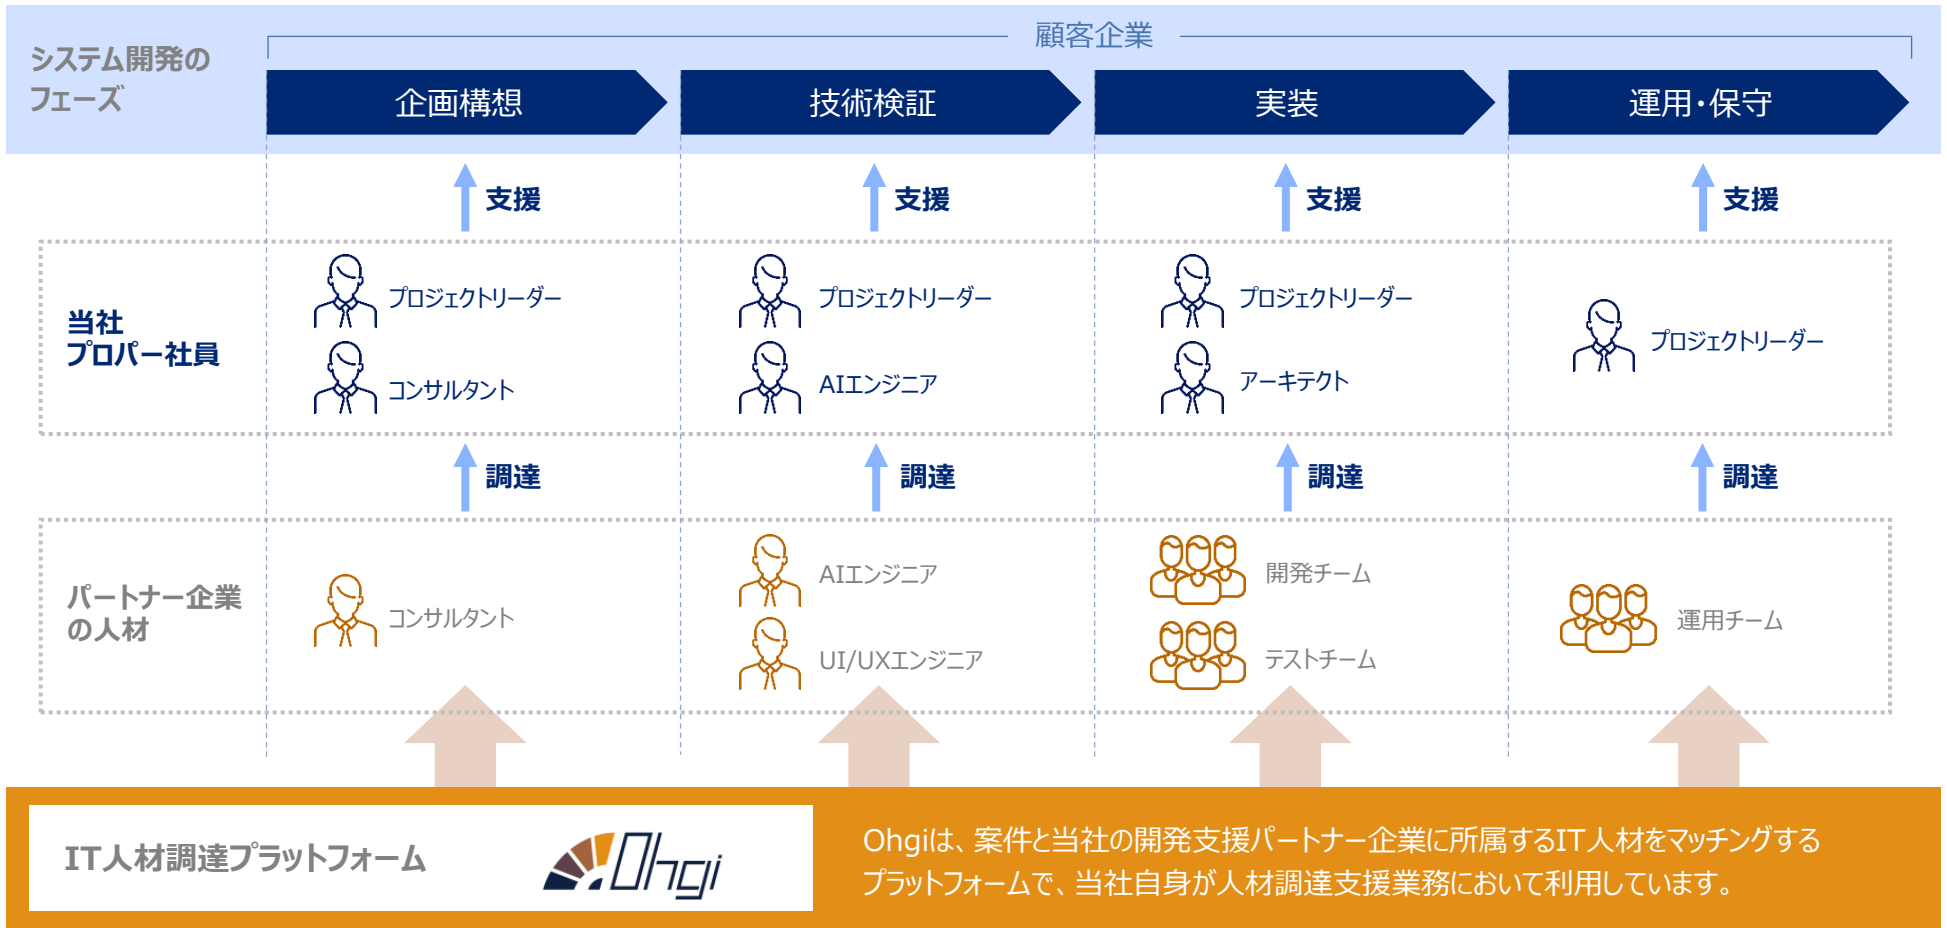 顧客企業
システム開発の
フェーズ
企画構想
技術検証
実装
運用・保守
支援
支援
支援
支援
当社
プロパー社員
プロジェクトリーダー
コンサルタント
プロジェクトリーダー
AIエンジニア
プロジェクトリーダー
アーキテクト
プロジェクトリーダー
調達
調達
調達
調達
パートナー企業
の人材
コンサルタント
AIエンジニア
UI/UXエンジニア
開発チーム
テストチーム
運用チーム
IT人材調達プラットフォーム
Ohgi
Ohgiは、案件と当社の開発支援パートナー企業に所属するIT人材をマッチングする
プラットフォームで、当社自身が人材調達支援業務において利用しています。